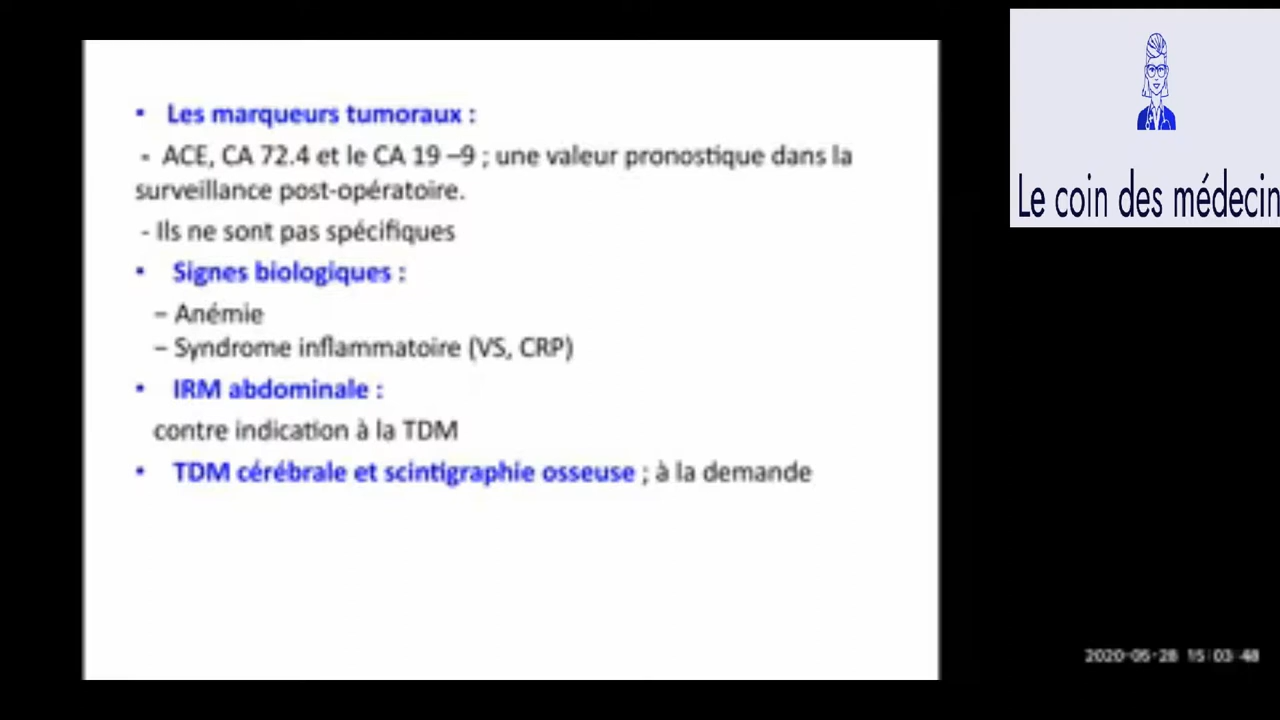 • Les marqueurs tumoraux :
- ACE, CA 72.4 et le CA 19 –9 ; une valeur pronostique dans la
surveillance post-opératoire.
- Ils ne sont pas spécifiques
• Signes biologiques :
– Anémie
– Syndrome inflammatoire (VS, CRP)
• IRM abdominale :
contre indication à la TDM
• TDM cérébrale et scintigraphie osseuse ; à la demande
Le coin des médecin
2020-05-28 15:03:48